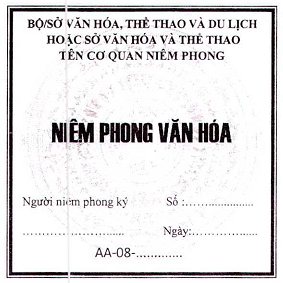 BỘ/SỞ VĂN HÓA, THỂ THAO VÀ DU LỊCH
HOẶC SỞ VĂN HÓA VÀ THỂ THAO
TÊN CƠ QUAN NIÊM PHONG
NIÊM PHONG VĂN HÓA
Người niêm phong ký Số :......................
............................ Ngày:...................
AA-08-.............